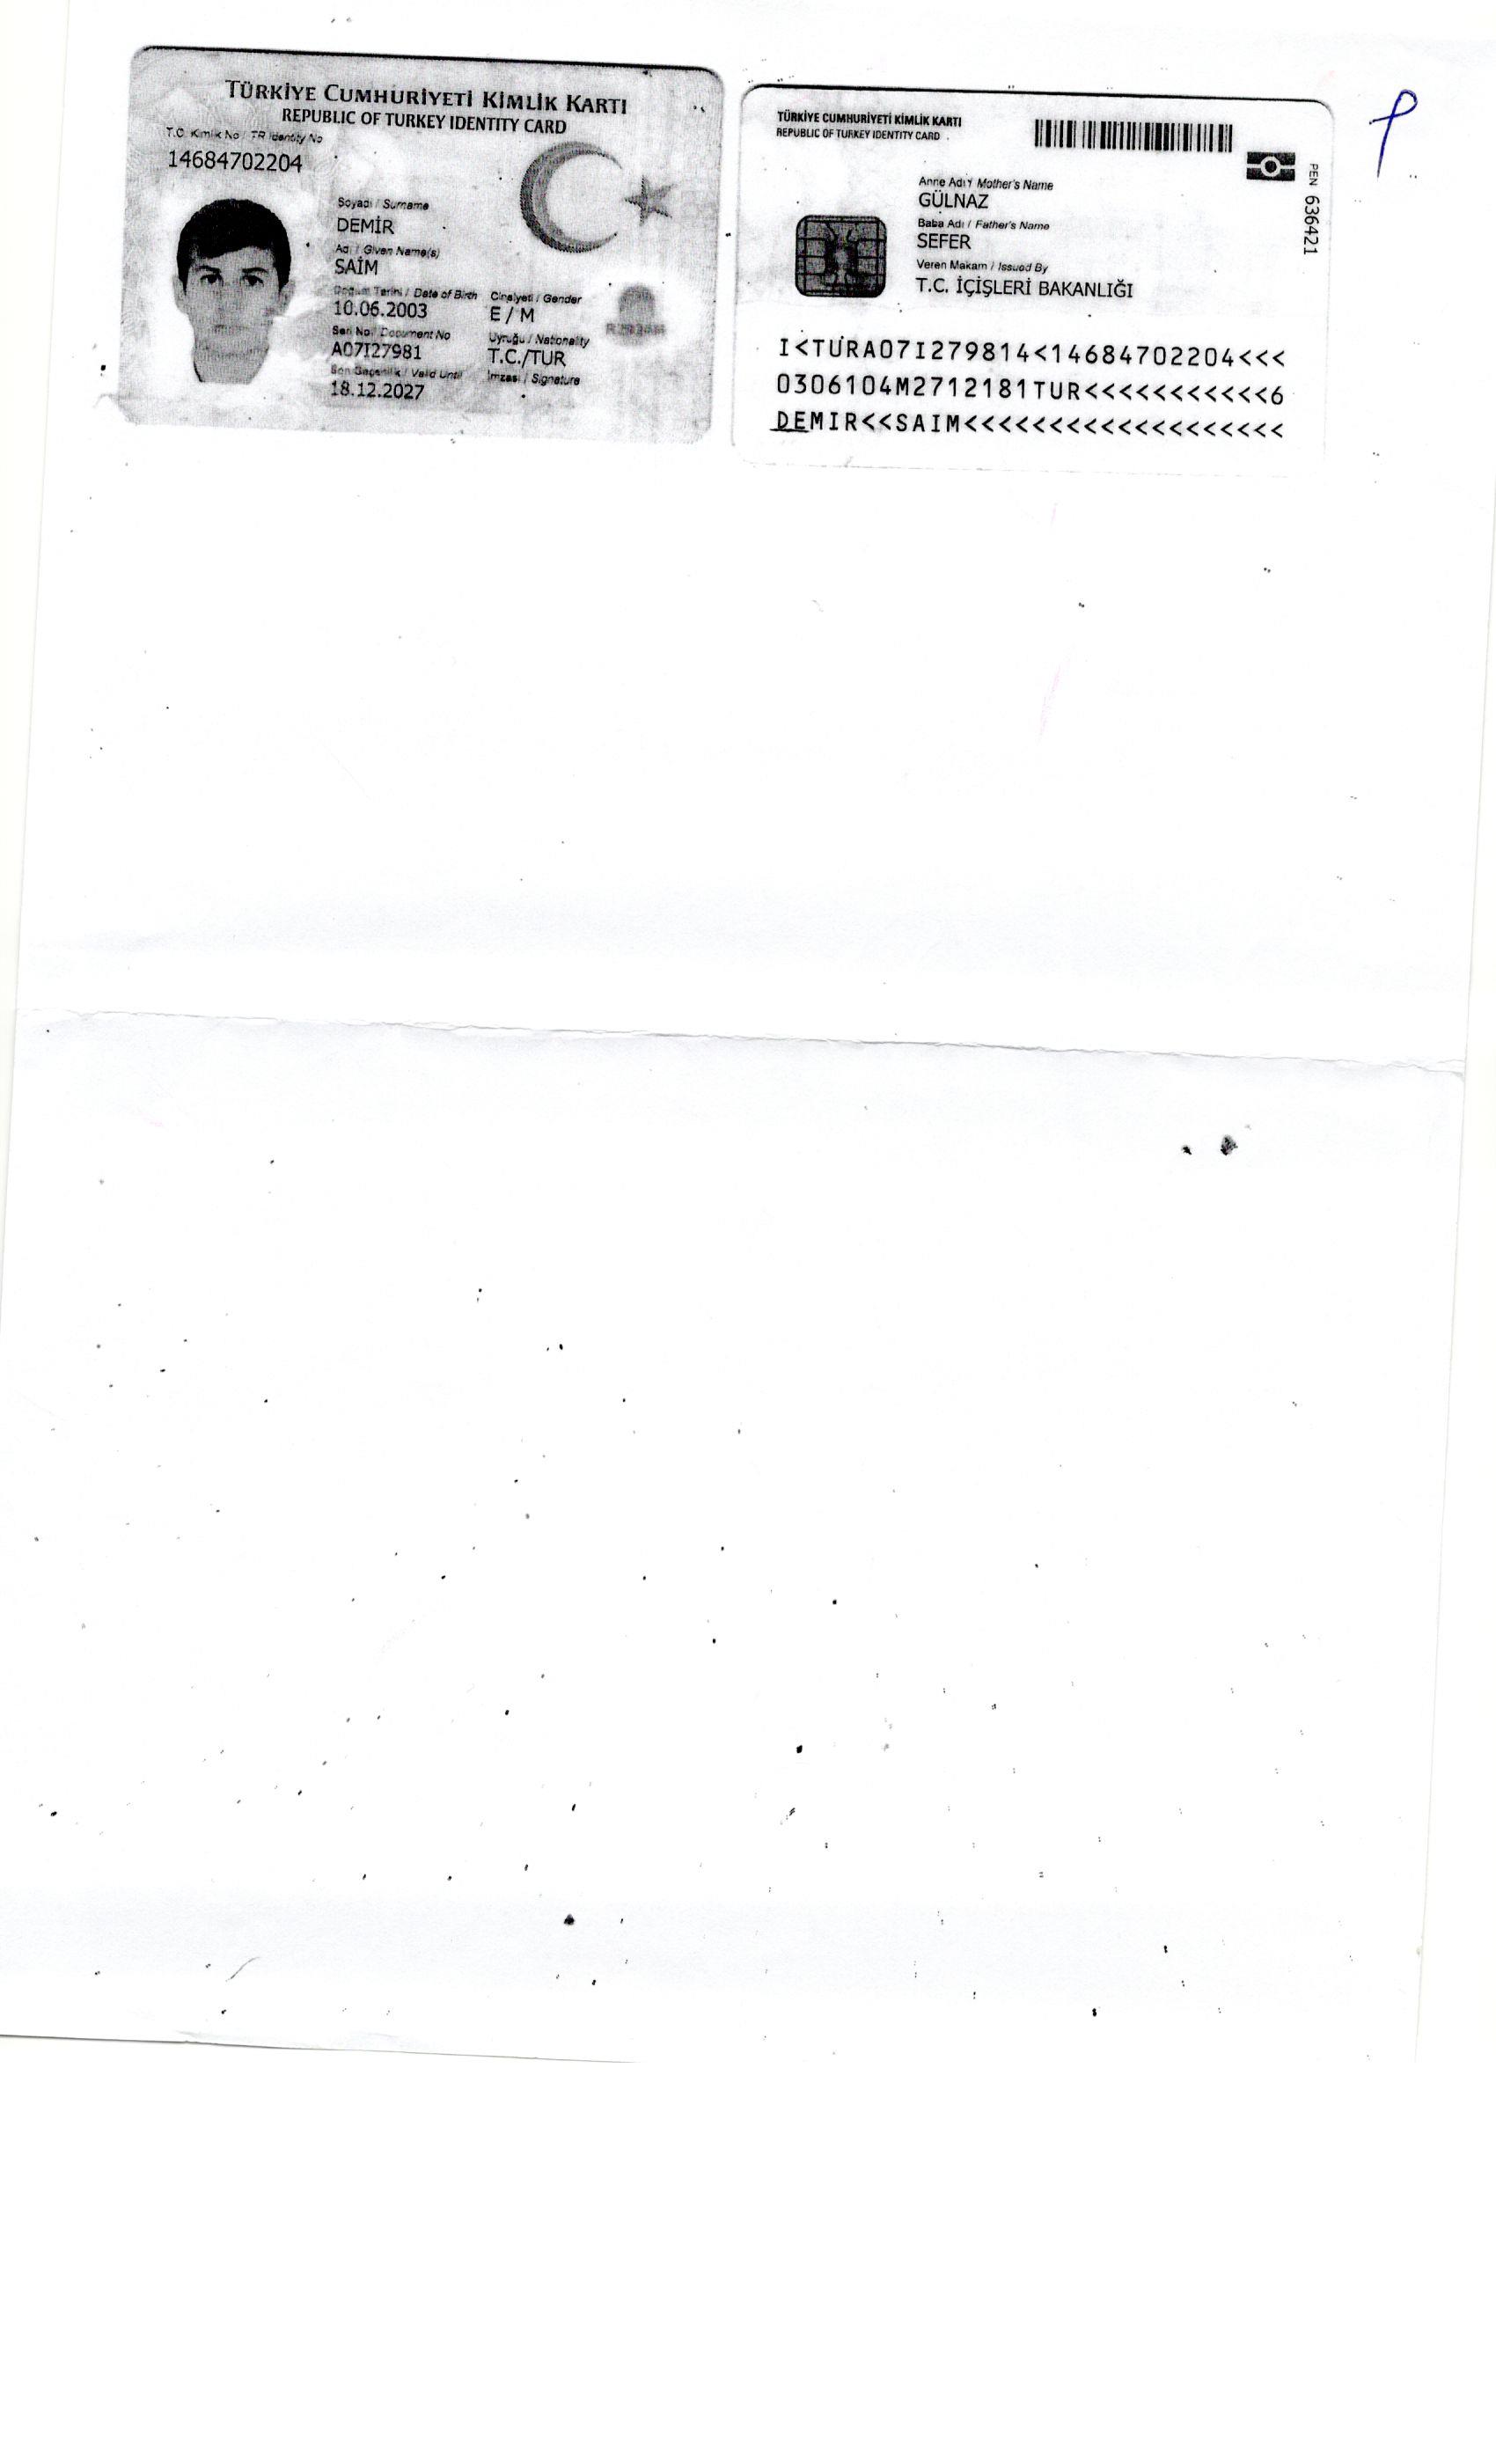 TÜRKİYE CUMHURİYETİ KİMLİK KARTI
REPUBLIC OF TURKEY IDENTITY CARD
T.C. Kimlik No / TR Identity No
14684702204
Soyadı / Surname
DEMİR
Adı / Given Name(s)
SAİM
Doğum Tarihi / Date of Birth Cinsiyeti / Gender
10.06.2003 E / M
Seri No / Document No Uyruğu / Nationality
A07I27981 T.C./TUR
Son Geçerlilik / Valid Until İmzası / Signature
18.12.2027
TÜRKİYE CUMHURİYETİ KİMLİK KARTI
REPUBLIC OF TURKEY IDENTITY CARD
Anne Adı / Mother's Name
GÜLNAZ
Baba Adı / Father's Name
SEFER
Veren Makam / Issued By
T.C. İÇİŞLERİ BAKANLIĞI
PEN 636421
I<TURA07I279814<14684702204<<<
0306104M2712181TUR<<<<<<<<<<<6
DEMIR<<SAIM<<<<<<<<<<<<<<<<<<<